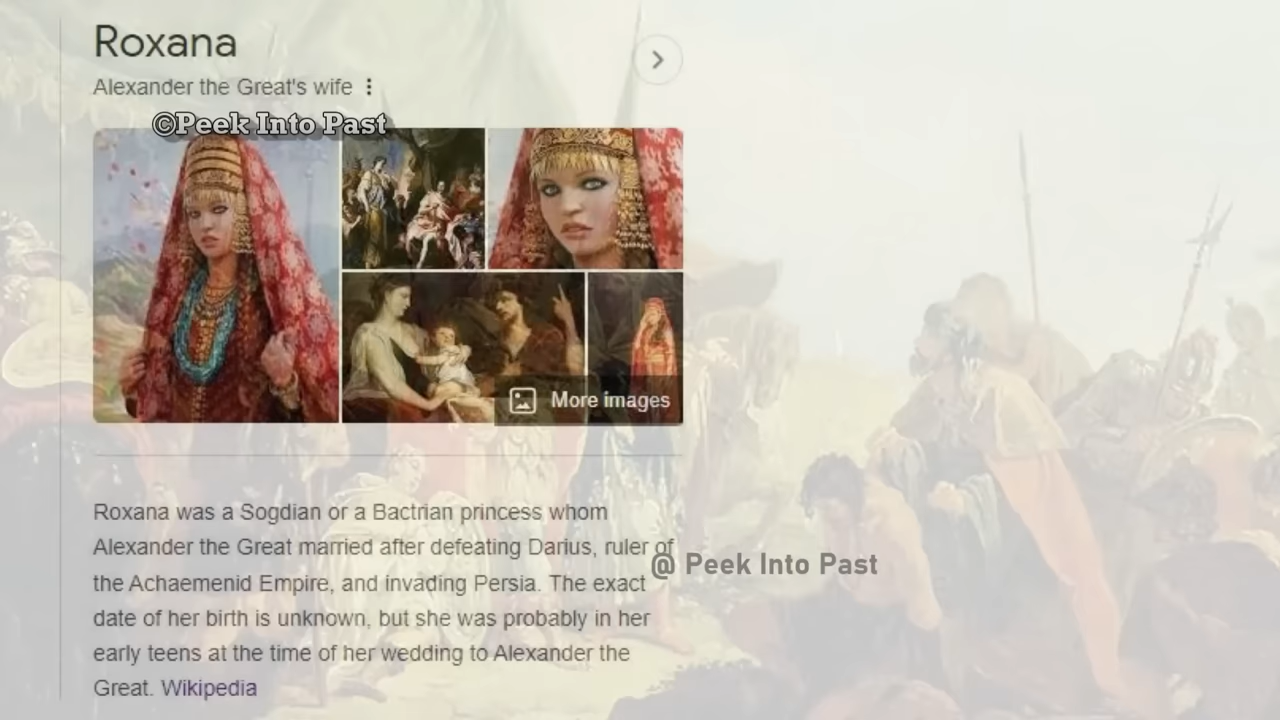 Roxana
Alexander the Great's wife
©Peek Into Past
More images
Roxana was a Sogdian or a Bactrian princess whom
Alexander the Great married after defeating Darius, ruler of
the Achaemenid Empire, and invading Persia. The exact
@ Peek Into Past
date of her birth is unknown, but she was probably in her
early teens at the time of her wedding to Alexander the
Great. Wikipedia